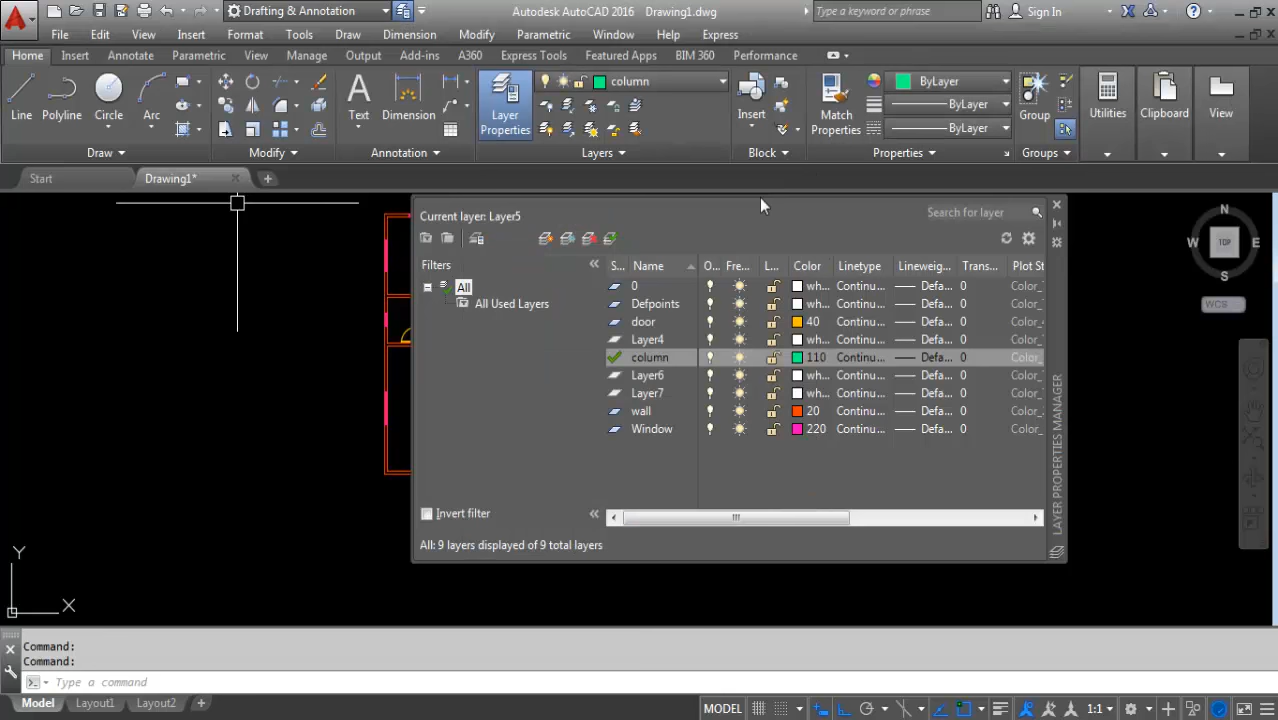 Drafting & Annotation
Autodesk AutoCAD 2016 Drawing1.dwg
Type a keyword or phrase
Sign In
File Edit View Insert Format Tools Draw Dimension Modify Parametric Window Help Express
Home Insert Annotate Parametric View Manage Output Add-ins A360 Express Tools Featured Apps BIM 360 Performance
column
ByLayer
ByLayer
ByLayer
Line Polyline Circle Arc
Text Dimension
Layer Properties
Insert
Match Properties
Group
Utilities
Clipboard
View
Draw Modify Annotation Layers Block Properties Groups
Start Drawing1*
Current layer: Layer5
Search for layer
Filters
All
All Used Layers
S... Name O... Fre... L... Color Linetype Lineweig... Trans... Plot St
0 wh... Continu... Defa... 0 Color_
Defpoints wh... Continu... Defa... 0 Color_
door 40 Continu... Defa... 0 Color_
Layer4 wh... Continu... Defa... 0 Color_
column 110 Continu... Defa... 0 Color_
Layer6 wh... Continu... Defa... 0 Color_
Layer7 wh... Continu... Defa... 0 Color_
wall 20 Continu... Defa... 0 Color_
Window 220 Continu... Defa... 0 Color_
Invert filter
All: 9 layers displayed of 9 total layers
LAYER PROPERTIES MANAGER
N
W TOP E
S
WCS
Y
X
Command:
Command:
Type a command
Model Layout1 Layout2
MODEL
1:1